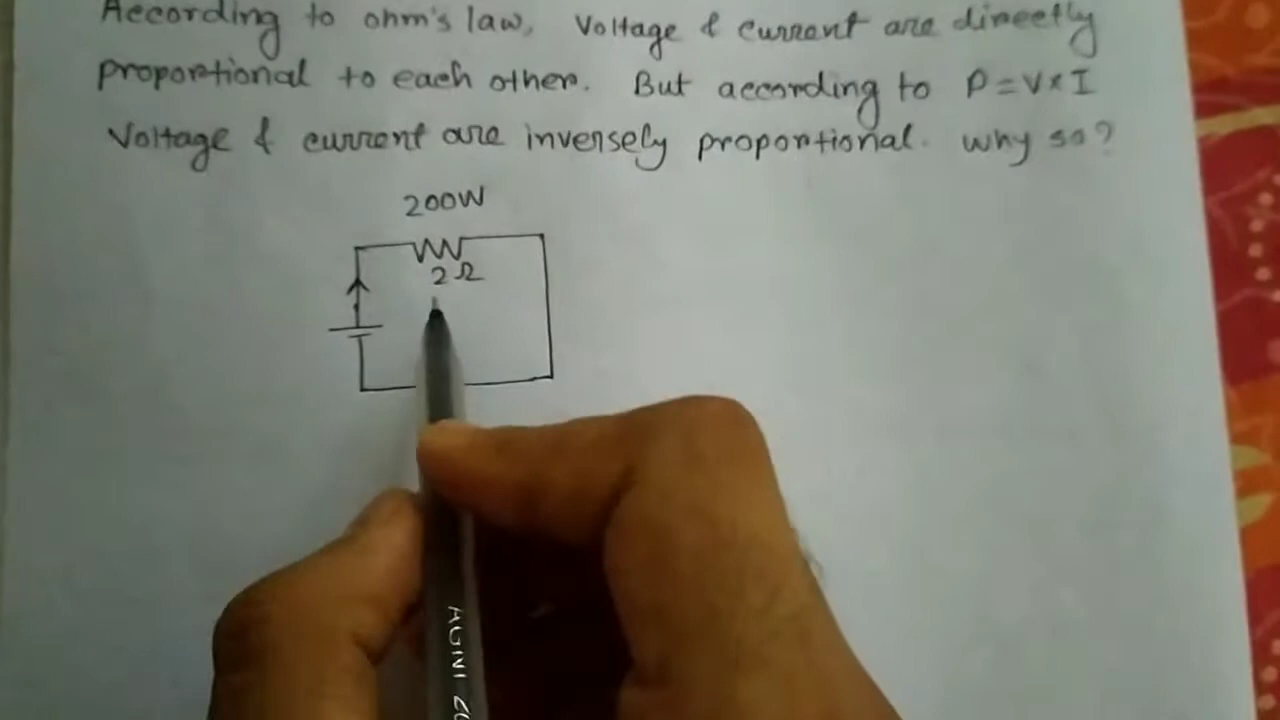 According to ohm's law, Voltage & current are directly
proportional to each other. But according to P=V×I
Voltage & current are inversely proportional. why so?
200W
2Ω
AGNI